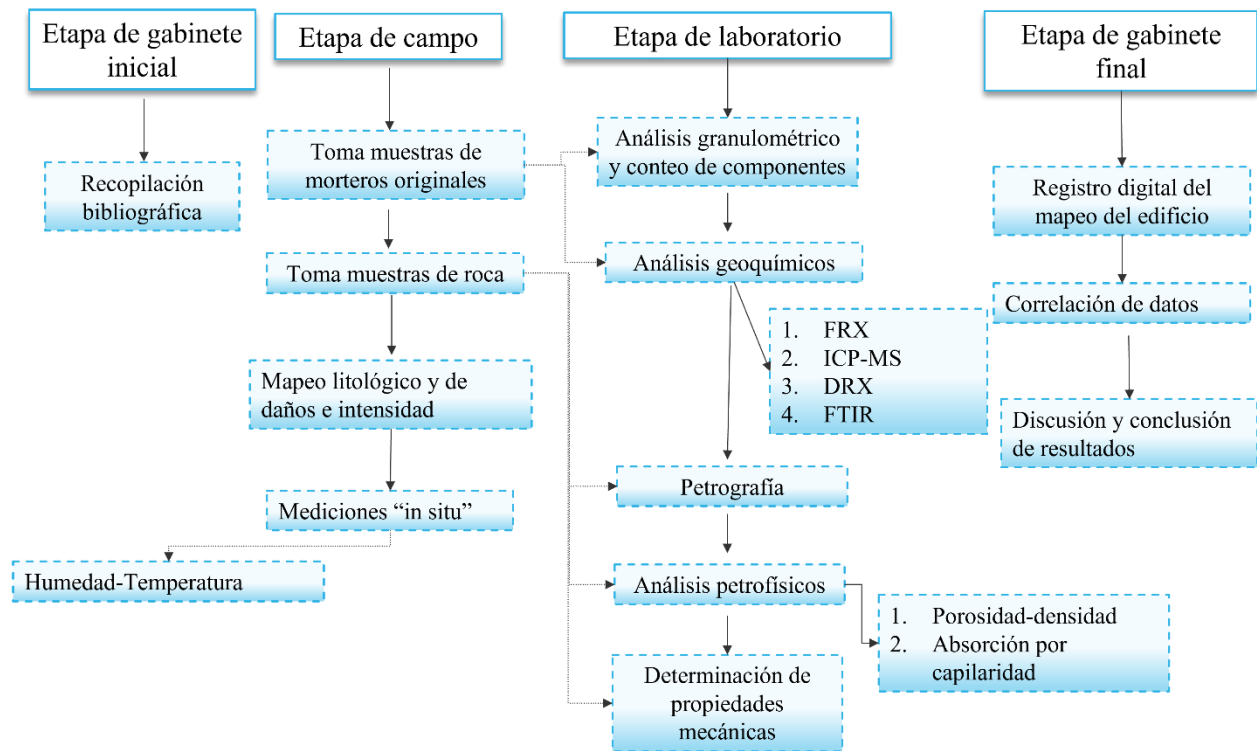 Etapa de gabinete
inicial
Recopilación
bibliográfica
Etapa de campo
Toma muestras de
morteros originales
Toma muestras de roca
Mapeo litológico y de
daños e intensidad
Mediciones “in situ”
Humedad-Temperatura
Etapa de laboratorio
Análisis granulométrico
y conteo de componentes
Análisis geoquímicos
1. FRX
2. ICP-MS
3. DRX
4. FTIR
Petrografía
Análisis petrofísicos
1. Porosidad-densidad
2. Absorción por
capilaridad
Determinación de
propiedades
mecánicas
Etapa de gabinete
final
Registro digital del
mapeo del edificio
Correlación de datos
Discusión y conclusión
de resultados